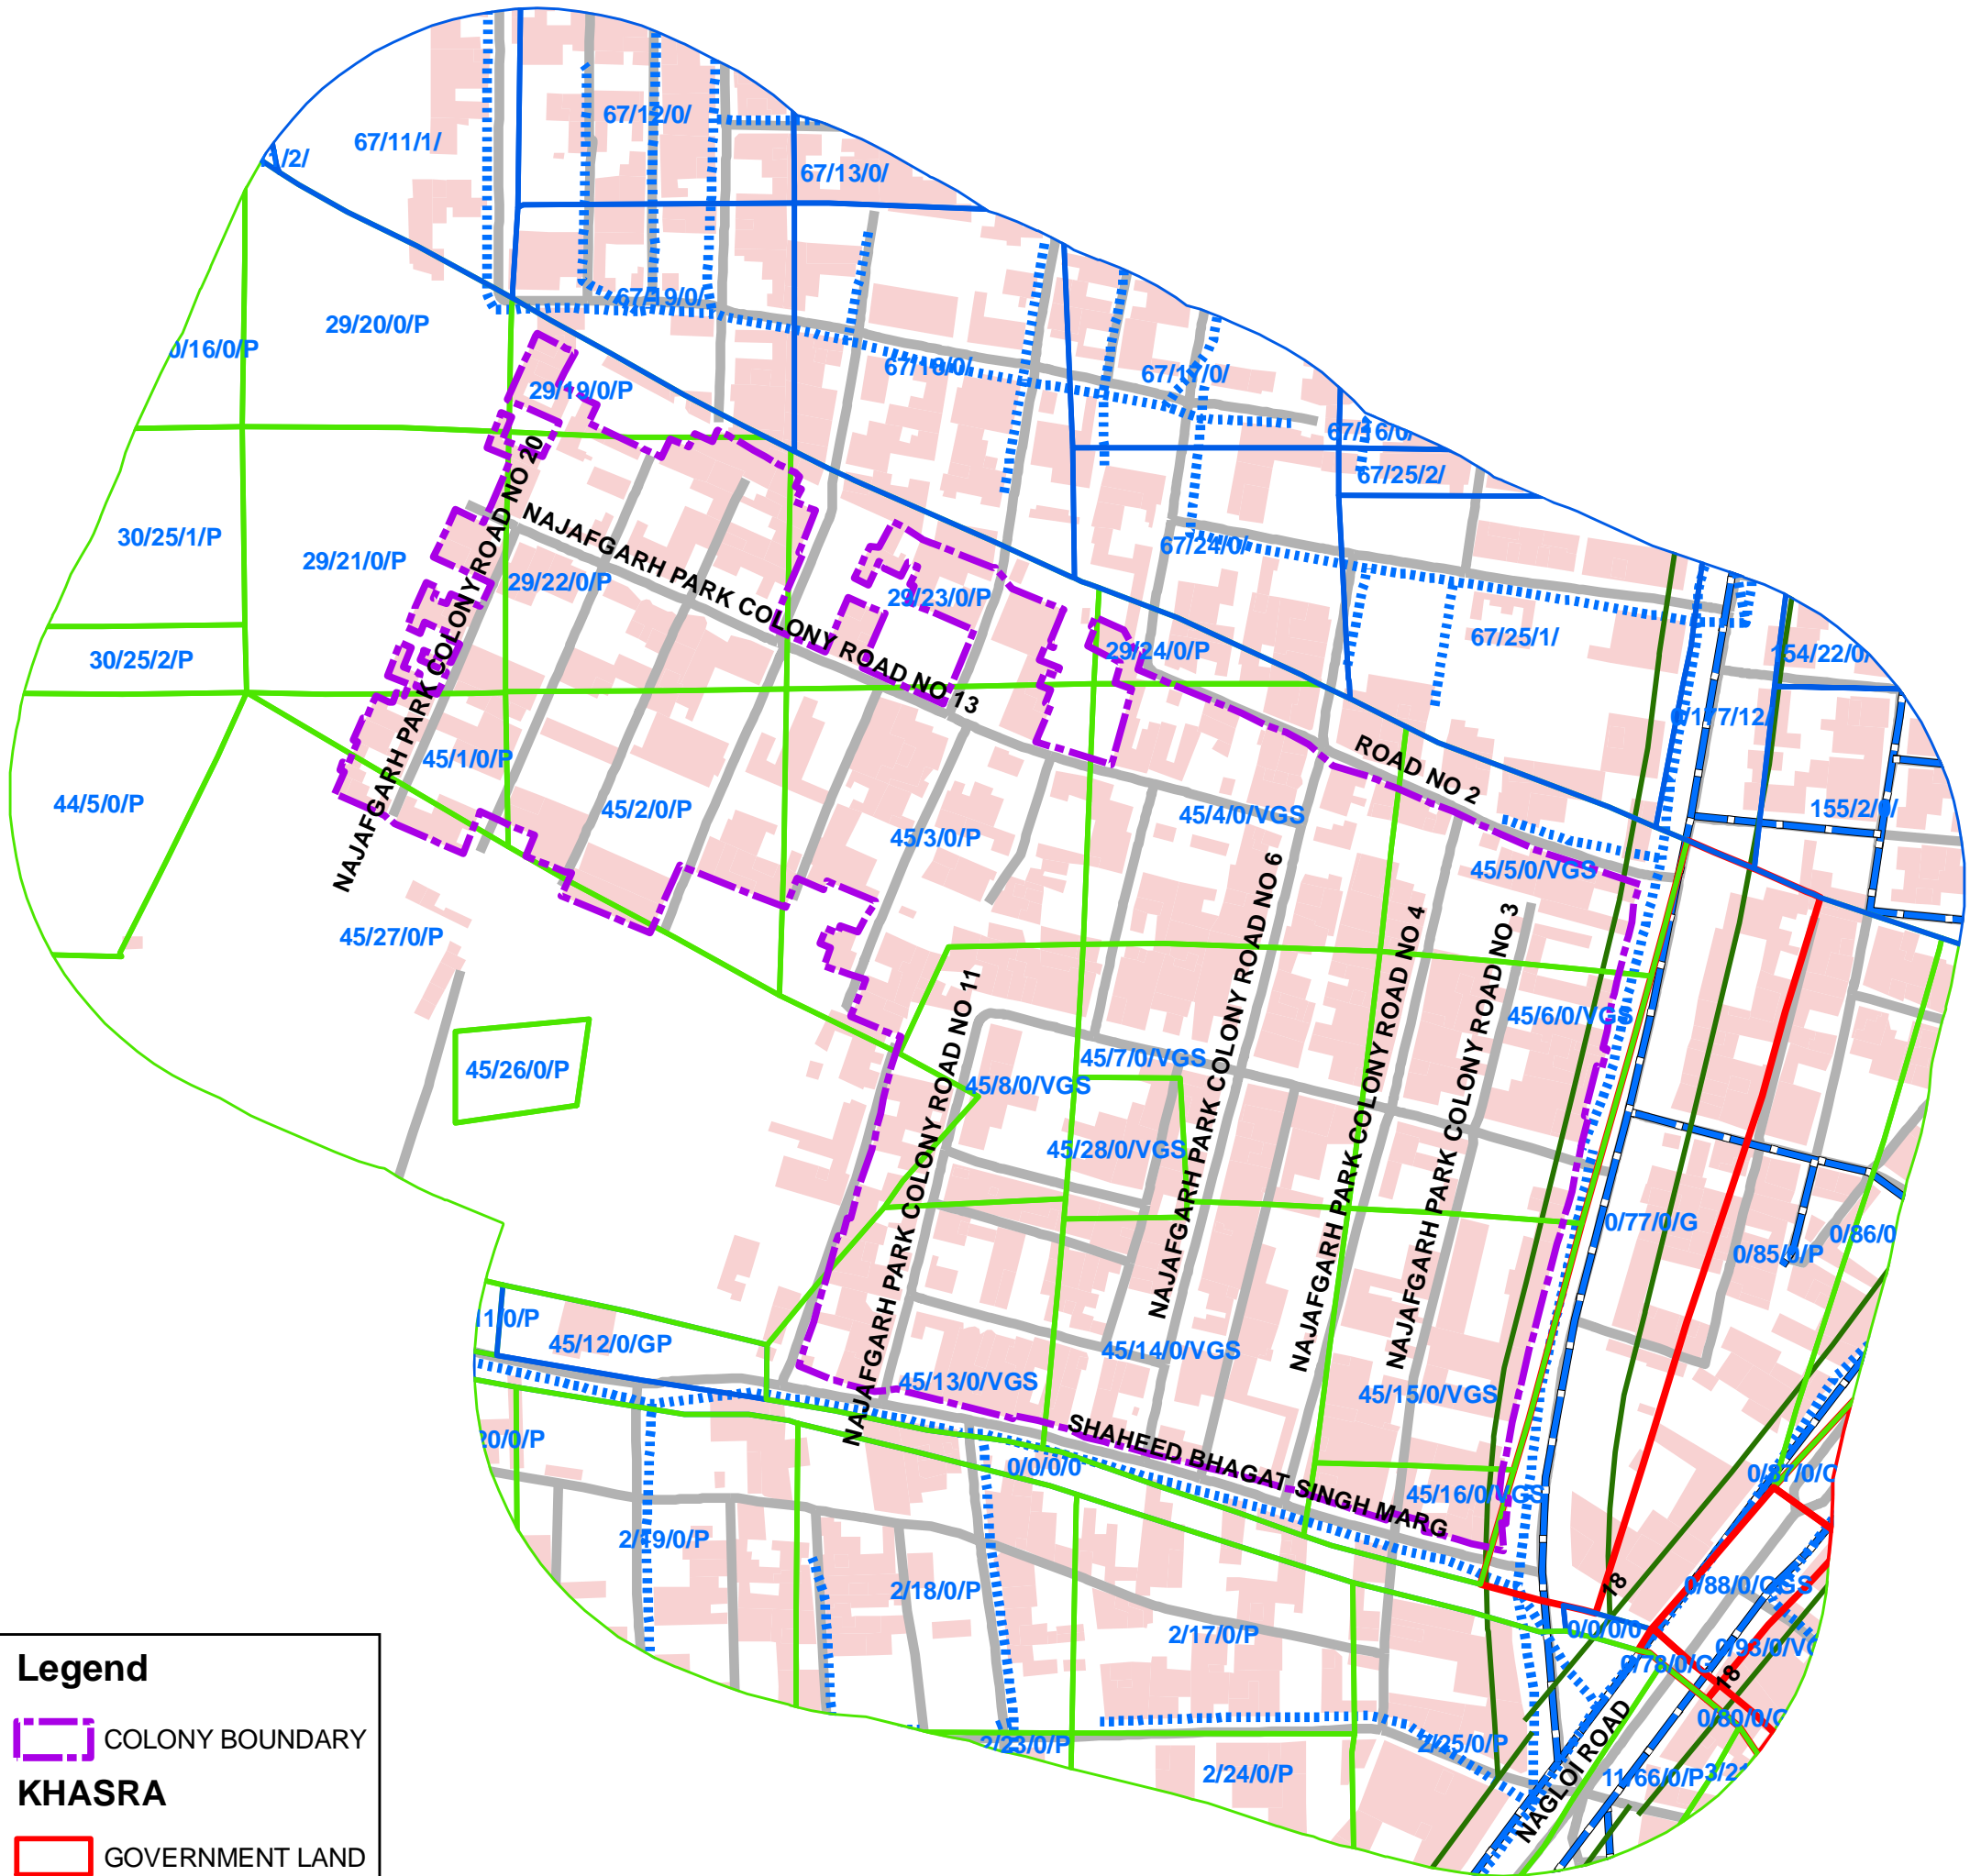 67/12/0/
67/11/1/
/2/
67/13/0/
67/19/0/
29/20/0/P
0/16/0/P
67/18/0/
67/17/0/
29/19/0/P
67/16/0/
67/25/2/
NAJAFGARH PARK COLONY ROAD NO 20
NAJAFGARH PARK COLONY ROAD NO 13
30/25/1/P
29/21/0/P
29/22/0/P
67/24/0/
29/23/0/P
67/25/1/
29/24/0/P
154/22/0/
30/25/2/P
0/177/12/
45/1/0/P
ROAD NO 2
44/5/0/P
45/2/0/P
45/3/0/P
45/4/0/VGS
155/2/0/
45/5/0/VGS
45/27/0/P
NAJAFGARH PARK COLONY ROAD NO 11
NAJAFGARH PARK COLONY ROAD NO 6
NAJAFGARH PARK COLONY ROAD NO 4
NAJAFGARH PARK COLONY ROAD NO 3
45/6/0/VGS
45/26/0/P
45/7/0/VGS
45/8/0/VGS
45/28/0/VGS
0/77/0/G
0/85/0/P
0/86/0
11/0/P
45/12/0/GP
45/14/0/VGS
45/13/0/VGS
45/15/0/VGS
SHAHEED BHAGAT SINGH MARG
20/0/P
0/0/0/0
45/16/0/VGS
0/87/0/G
2/19/0/P
2/18/0/P
18
0/88/0/GGS
2/17/0/P
0/0/0/0
0/78/0/G
0/93/0/VG
18
0/80/0/G
NAGLOI ROAD
2/23/0/P
2/25/0/P
2/24/0/P
11/66/0/P
3/21
Legend
COLONY BOUNDARY
KHASRA
GOVERNMENT LAND